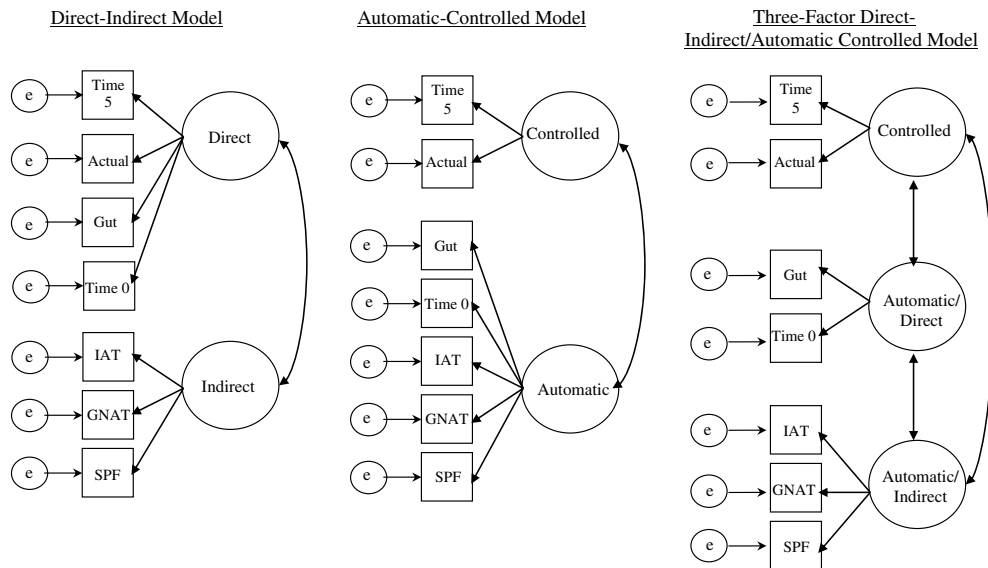 Direct-Indirect Model
e
Time
5
Direct
e
Actual
e
Gut
e
Time 0
e
IAT
Indirect
e
GNAT
e
SPF
Automatic-Controlled Model
e
Time
5
Controlled
e
Actual
e
Gut
e
Time 0
e
IAT
Automatic
e
GNAT
e
SPF
Three-Factor Direct-
Indirect/Automatic Controlled Model
e
Time
5
Controlled
e
Actual
e
Gut
Automatic/
Direct
e
Time 0
e
IAT
Automatic/
Indirect
e
GNAT
e
SPF